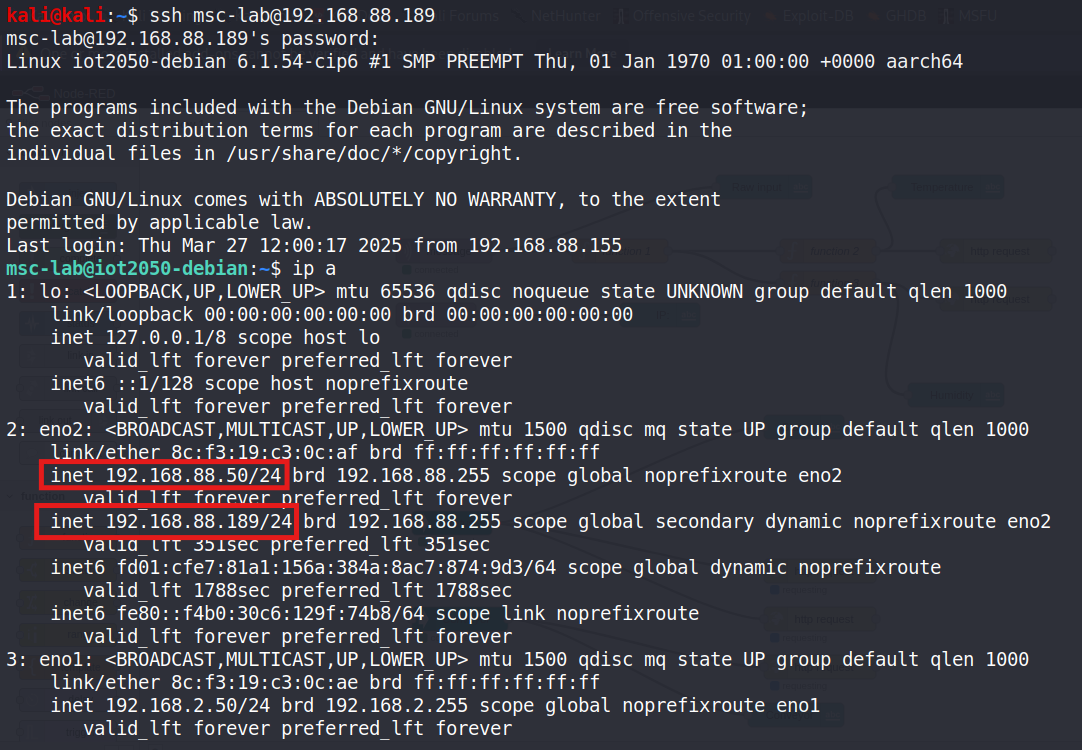 Forums NetHunter Offensive Security Exploit-DB GHDB MSFU
kali@kali:~$ ssh msc-lab@192.168.88.189
msc-lab@192.168.88.189's password:
Linux iot2050-debian 6.1.54-cip6 #1 SMP PREEMPT Thu, 01 Jan 1970 01:00:00 +0000 aarch64
Node-RED
The programs included with the Debian GNU/Linux system are free software;
the exact distribution terms for each program are described in the
individual files in /usr/share/doc/*/copyright.
Debian GNU/Linux comes with ABSOLUTELY NO WARRANTY, to the extent
permitted by applicable law.
Last login: Thu Mar 27 12:00:17 2025 from 192.168.88.155
function 2 http request
msc-lab@iot2050-debian:~$ ip a
1: lo: <LOOPBACK,UP,LOWER_UP> mtu 65536 qdisc noqueue state UNKNOWN group default qlen 1000
    link/loopback 00:00:00:00:00:00 brd 00:00:00:00:00:00
    inet 127.0.0.1/8 scope host lo
       valid_lft forever preferred_lft forever
    inet6 ::1/128 scope host noprefixroute
       valid_lft forever preferred_lft forever
2: eno2: <BROADCAST,MULTICAST,UP,LOWER_UP> mtu 1500 qdisc mq state UP group default qlen 1000
    link/ether 8c:f3:19:c3:0c:af brd ff:ff:ff:ff:ff:ff
    inet 192.168.88.50/24 brd 192.168.88.255 scope global noprefixroute eno2
       valid_lft forever preferred_lft forever
    inet 192.168.88.189/24 brd 192.168.88.255 scope global secondary dynamic noprefixroute eno2
       valid_lft 351sec preferred_lft 351sec
    inet6 fd01:cfe7:81a1:156a:384a:8ac7:874:9d3/64 scope global dynamic noprefixroute
       valid_lft 1788sec preferred_lft 1788sec
    inet6 fe80::f4b0:30c6:129f:74b8/64 scope link noprefixroute
http request
       valid_lft forever preferred_lft forever
3: eno1: <BROADCAST,MULTICAST,UP,LOWER_UP> mtu 1500 qdisc mq state UP group default qlen 1000
    link/ether 8c:f3:19:c3:0c:ae brd ff:ff:ff:ff:ff:ff
    inet 192.168.2.50/24 brd 192.168.2.255 scope global noprefixroute eno1
       valid_lft forever preferred_lft forever